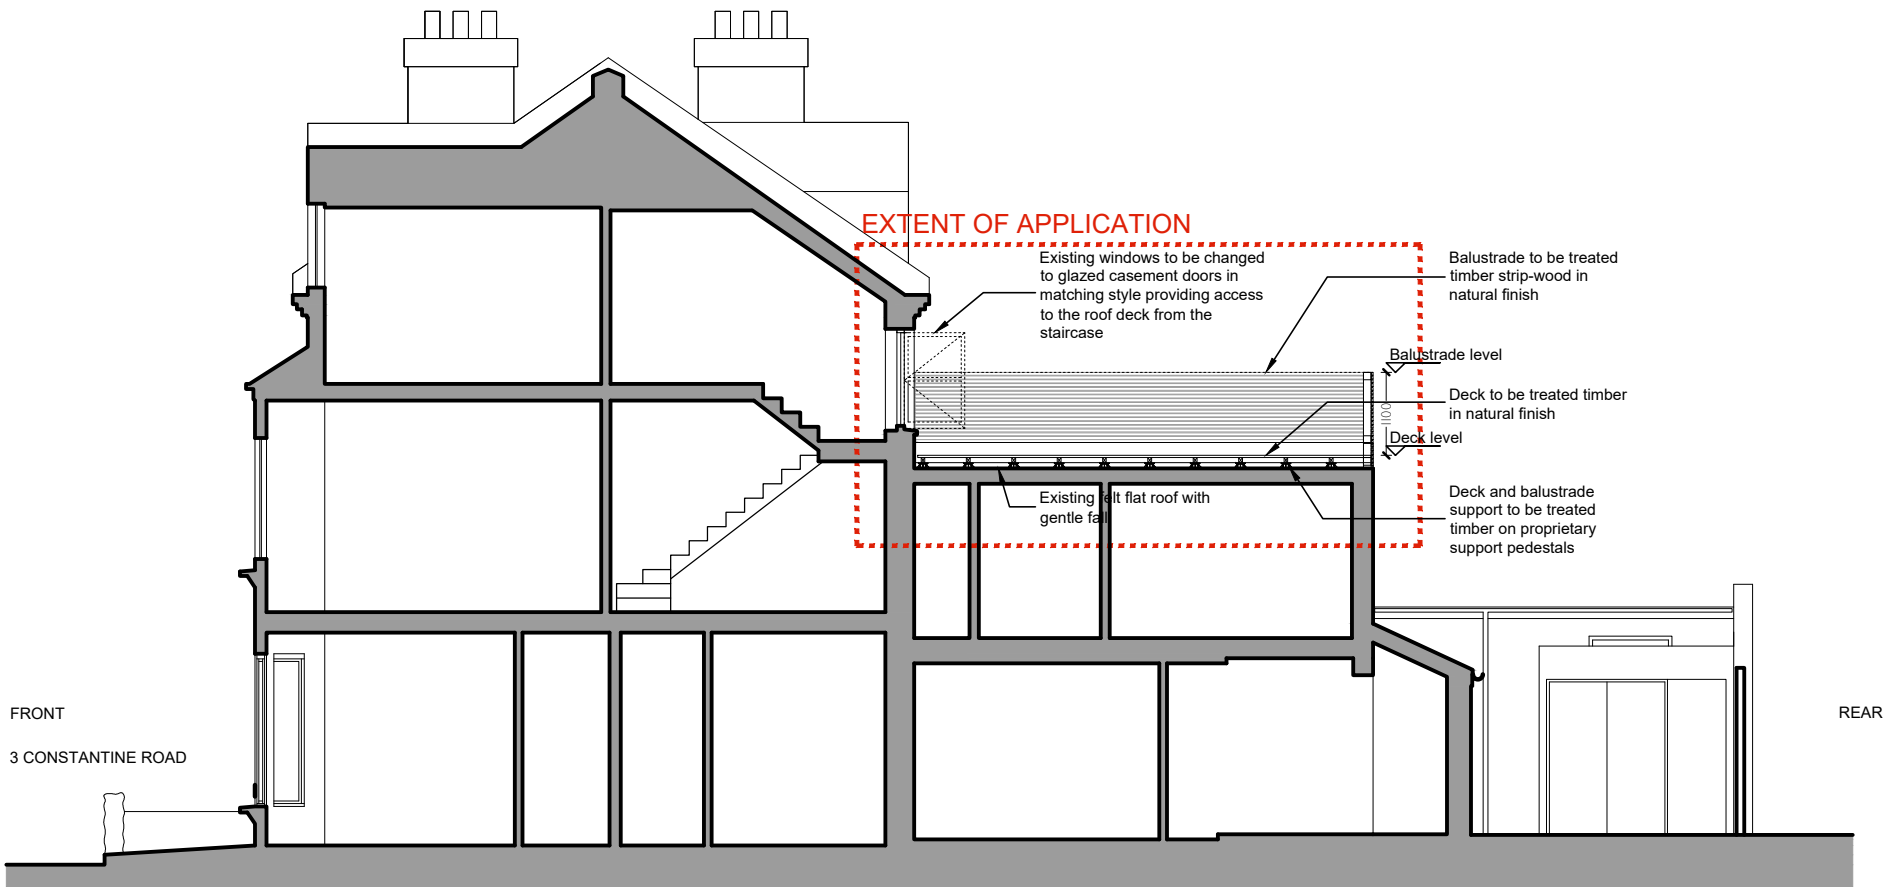 EXTENT OF APPLICATION
Existing windows to be changed
to glazed casement doors in
matching style providing access
to the roof deck from the
staircase
Balustrade to be treated
timber strip-wood in
natural finish
Balustrade level
Deck to be treated timber
in natural finish
1100
Deck level
Existing felt flat roof with
gentle fall
Deck and balustrade
support to be treated
timber on proprietary
support pedestals
FRONT
REAR
3 CONSTANTINE ROAD